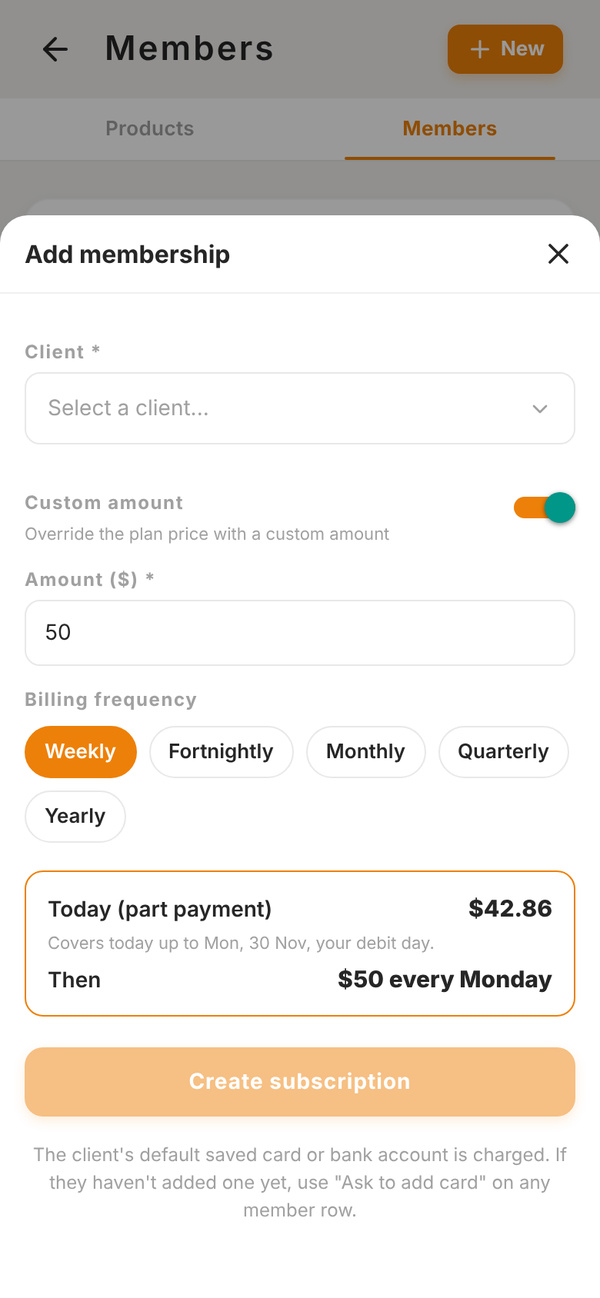 Members
New
Products
Members
Add membership
Client *
Select a client...
Custom amount
Override the plan price with a custom amount
Amount ($) *
50
Billing frequency
Weekly
Fortnightly
Monthly
Quarterly
Yearly
Today (part payment)
$42.86
Covers today up to Mon, 30 Nov, your debit day.
Then
$50 every Monday
Create subscription
The client's default saved card or bank account is charged. If
they haven't added one yet, use "Ask to add card" on any
member row.